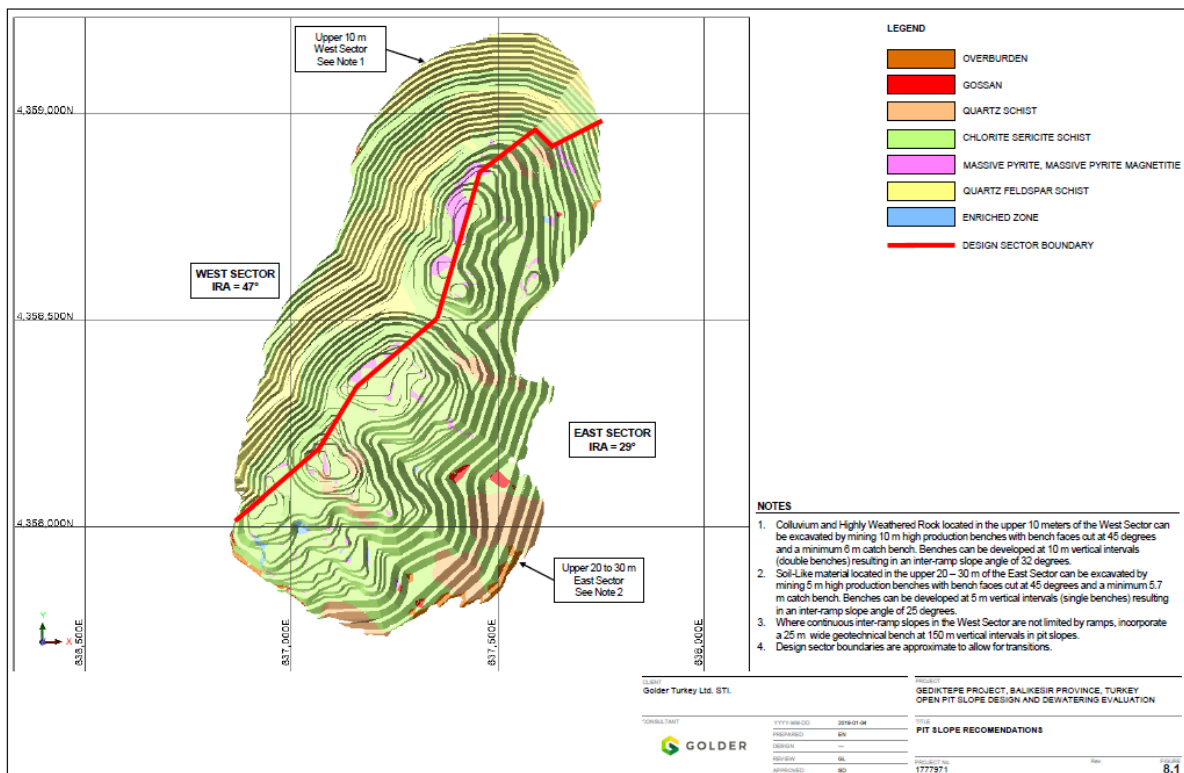 Upper 10 m
West Sector
See Note 1
4,359,000N
WEST SECTOR
IRA = 47°
4,358,500N
EAST SECTOR
IRA = 29°
4,358,000N
Upper 20 to 30 m
East Sector
See Note 2
Y
X
636,500E
637,000E
637,500E
638,000E
LEGEND
OVERBURDEN
GOSSAN
QUARTZ SCHIST
CHLORITE SERICITE SCHIST
MASSIVE PYRITE, MASSIVE PYRITE MAGNETITIE
QUARTZ FELDSPAR SCHIST
ENRICHED ZONE
DESIGN SECTOR BOUNDARY
NOTES
1. Colluvium and Highly Weathered Rock located in the upper 10 meters of the West Sector can
be excavated by mining 10 m high production benches with bench faces cut at 45 degrees
and a minimum 6 m catch bench. Benches can be developed at 10 m vertical intervals
(double benches) resulting in an inter-ramp slope angle of 32 degrees.
2. Soil-Like material located in the upper 20 – 30 m of the East Sector can be excavated by
mining 5 m high production benches with bench faces cut at 45 degrees and a minimum 5.7
m catch bench. Benches can be developed at 5 m vertical intervals (single benches) resulting
in an inter-ramp slope angle of 25 degrees.
3. Where continuous inter-ramp slopes in the West Sector are not limited by ramps, incorporate
a 25 m wide geotechnical bench at 150 m vertical intervals in pit slopes.
4. Design sector boundaries are approximate to allow for transitions.
CLIENT
Golder Turkey Ltd. STI.
PROJECT
GEDIKTEPE PROJECT, BALIKESIR PROVINCE, TURKEY
OPEN PIT SLOPE DESIGN AND DEWATERING EVALUATION
CONSULTANT
GOLDER
YYYY-MM-DD 2019-01-04
PREPARED EN
DESIGN ---
REVIEW GL
APPROVED BD
TITLE
PIT SLOPE RECOMENDATIONS
PROJECT No.
1777971
Rev.
FIGURE
8.1